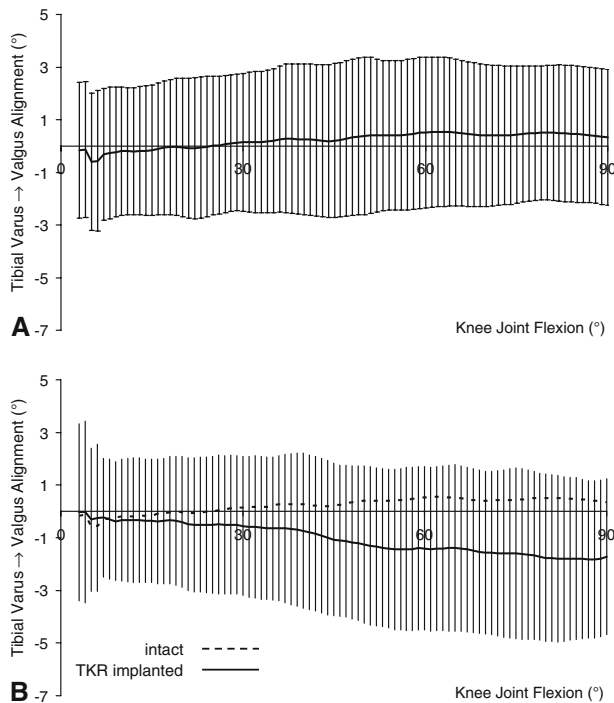 5
3
1
-1
-3
-5
-7
0
30
60
90
Tibial Varus → Valgus Alignment (°)
Knee Joint Flexion (°)
A
5
3
1
-1
-3
-5
-7
0
30
60
90
Tibial Varus → Valgus Alignment (°)
intact
TKR implanted
Knee Joint Flexion (°)
B